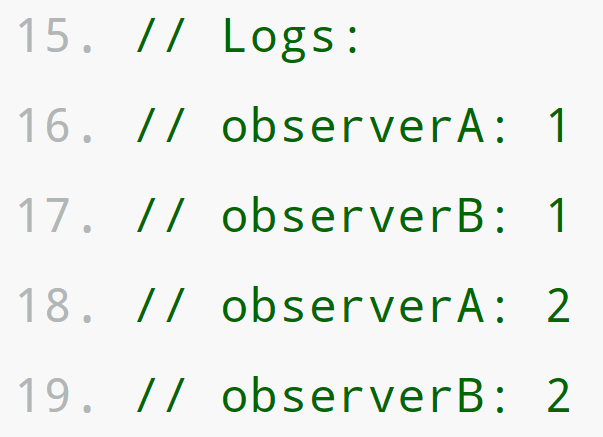 15. // Logs:
16. // observerA: 1
17. // observerB: 1
18. // observerA: 2
19. // observerB: 2